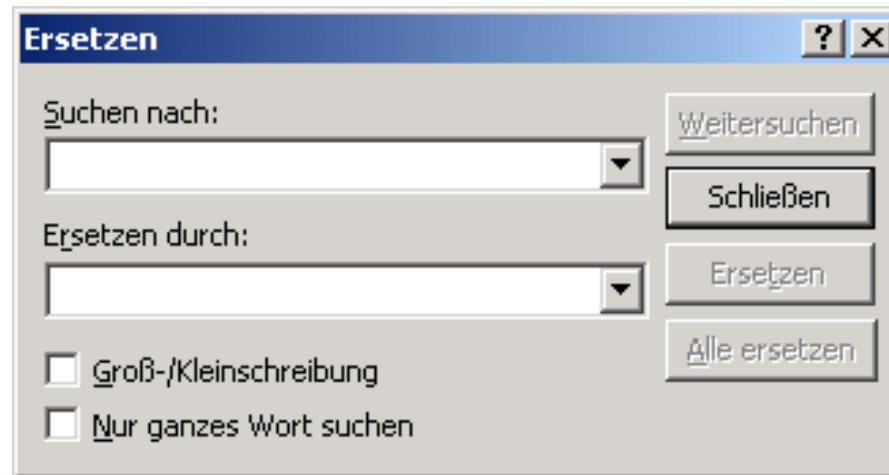 Ersetzen
Suchen nach:
Weitersuchen
Schließen
Ersetzen durch:
Ersetzen
Alle ersetzen
Groß-/Kleinschreibung
Nur ganzes Wort suchen